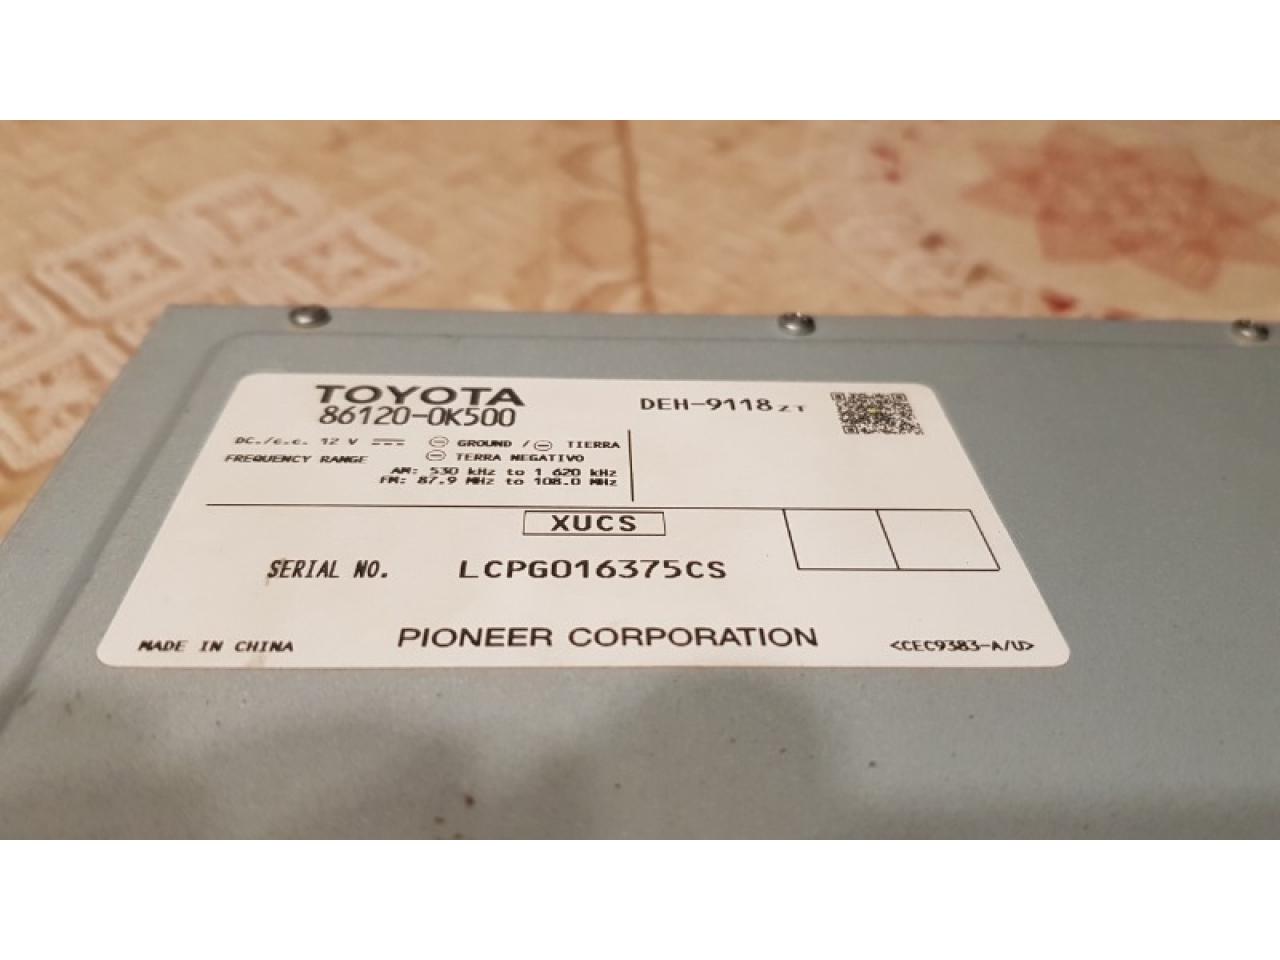 TOYOTA
86120-0K500
DEH-9118ZT
DC./c.c. 12 V ⎓ ⊖ GROUND / ⊖ TIERRA
⊖ TERRA NEGATIVO
FREQUENCY RANGE
AM: 530 kHz to 1 620 kHz
FM: 87.9 MHz to 108.0 MHz
XUCS
SERIAL NO. LCPG016375CS
PIONEER CORPORATION
MADE IN CHINA
<CEC9383-A/U>